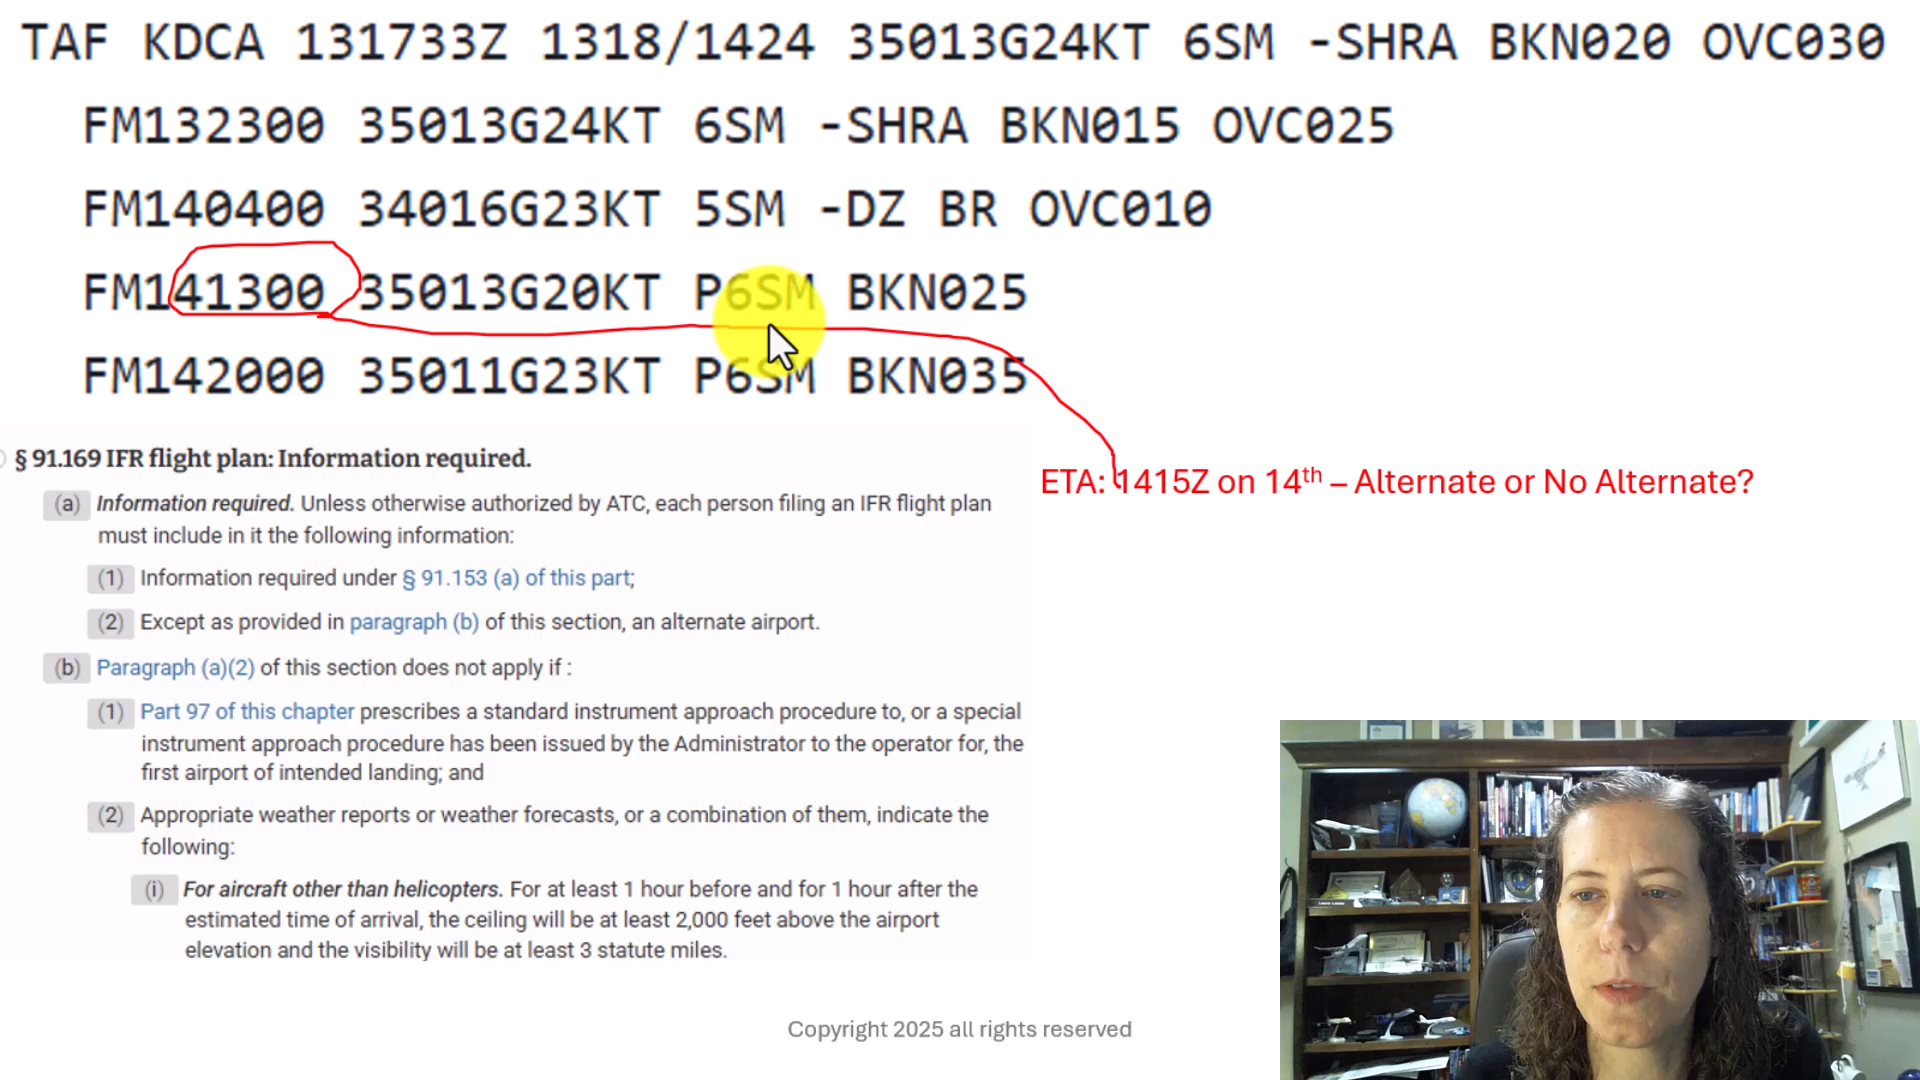 TAF KDCA 131733Z 1318/1424 35013G24KT 6SM -SHRA BKN020 OVC030
FM132300 35013G24KT 6SM -SHRA BKN015 OVC025
FM140400 34016G23KT 5SM -DZ BR OVC010
FM141300 35013G20KT P6SM BKN025
FM142000 35011G23KT P6SM BKN035
§ 91.169 IFR flight plan: Information required.
ETA: 1415Z on 14th – Alternate or No Alternate?
(a) Information required. Unless otherwise authorized by ATC, each person filing an IFR flight plan
must include in it the following information:
(1) Information required under § 91.153 (a) of this part;
(2) Except as provided in paragraph (b) of this section, an alternate airport.
(b) Paragraph (a)(2) of this section does not apply if :
(1) Part 97 of this chapter prescribes a standard instrument approach procedure to, or a special
instrument approach procedure has been issued by the Administrator to the operator for, the
first airport of intended landing; and
(2) Appropriate weather reports or weather forecasts, or a combination of them, indicate the
following:
(i) For aircraft other than helicopters. For at least 1 hour before and for 1 hour after the
estimated time of arrival, the ceiling will be at least 2,000 feet above the airport
elevation and the visibility will be at least 3 statute miles.
Copyright 2025 all rights reserved